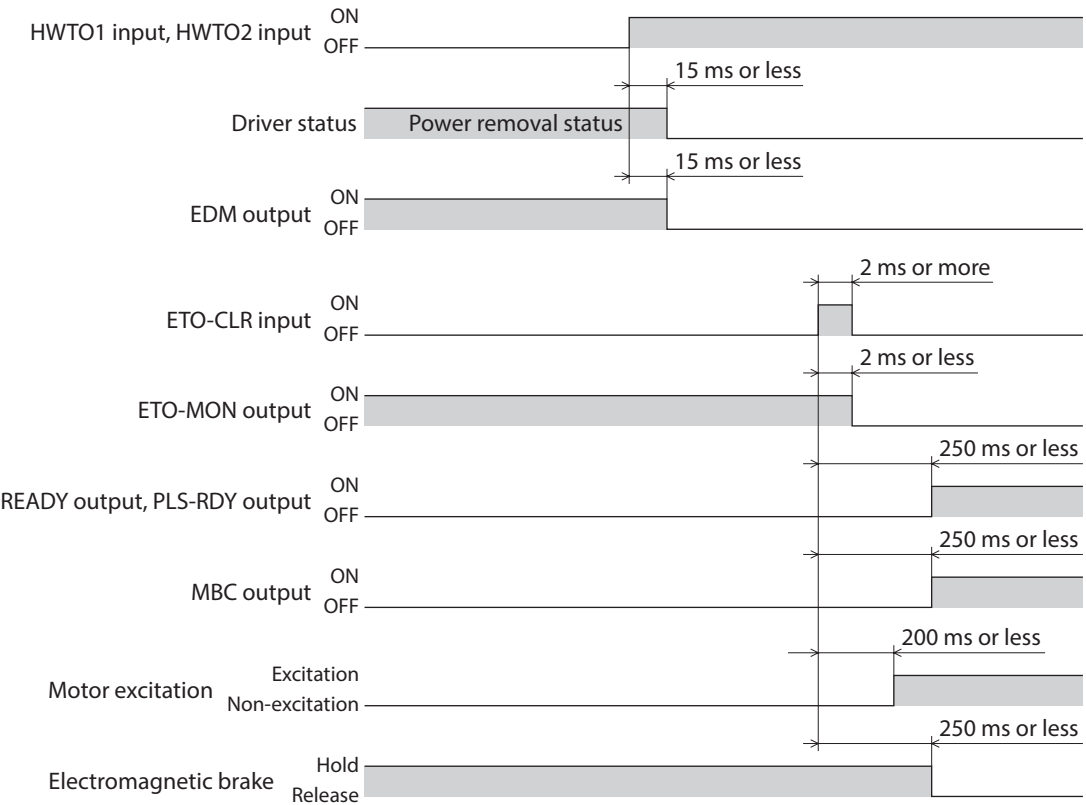 HWTO1 input, HWTO2 input
ON
OFF
15 ms or less
Driver status
Power removal status
15 ms or less
EDM output
ON
OFF
2 ms or more
ETO-CLR input
ON
OFF
2 ms or less
ETO-MON output
ON
OFF
250 ms or less
READY output, PLS-RDY output
ON
OFF
250 ms or less
MBC output
ON
OFF
200 ms or less
Motor excitation
Excitation
Non-excitation
250 ms or less
Electromagnetic brake
Hold
Release